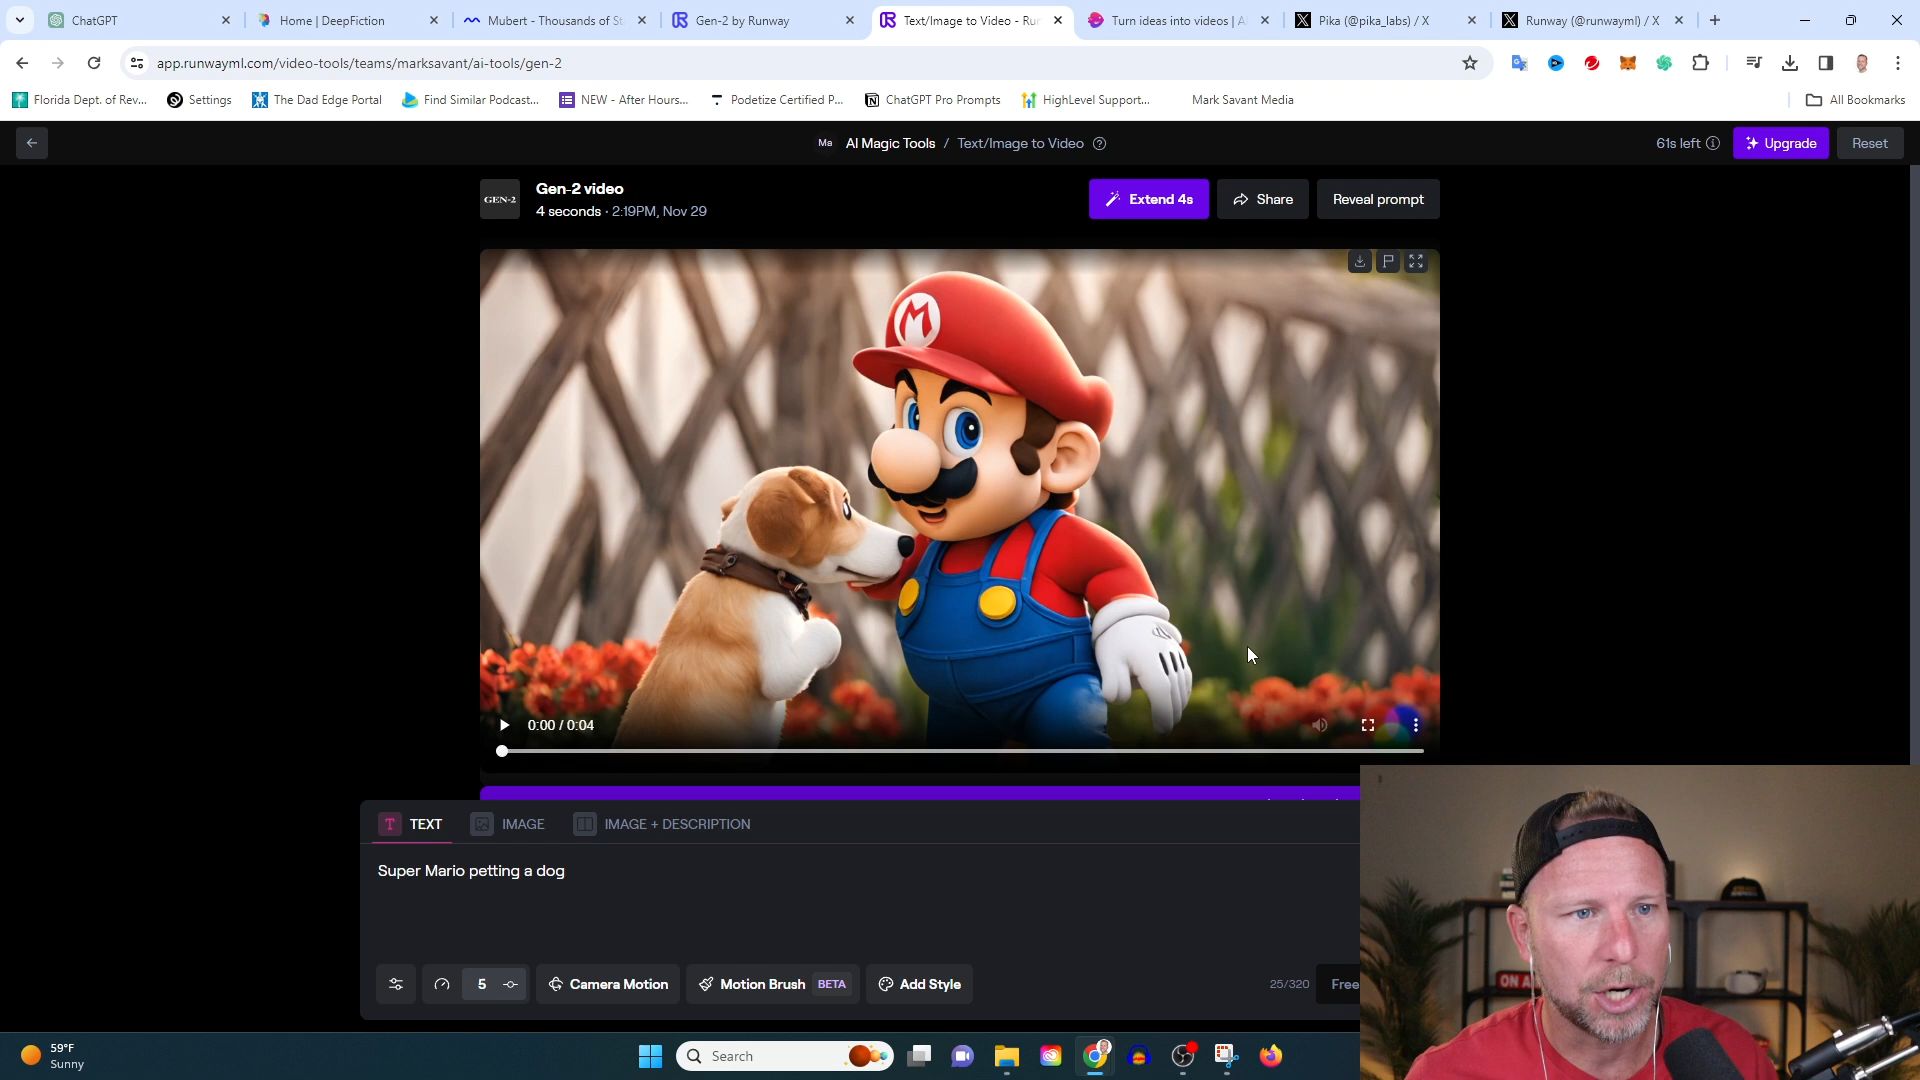 ChatGPT
Home | DeepFiction
Mubert - Thousands of St
Gen-2 by Runway
Text/Image to Video - Run
Turn ideas into videos | AI
Pika (@pika_labs) / X
Runway (@runwayml) / X
app.runwayml.com/video-tools/teams/marksavant/ai-tools/gen-2
Florida Dept. of Rev...
Settings
The Dad Edge Portal
Find Similar Podcast...
NEW - After Hours...
Podetize Certified P...
ChatGPT Pro Prompts
HighLevel Support...
Mark Savant Media
All Bookmarks
Ma AI Magic Tools / Text/Image to Video
61s left
Upgrade
Reset
GEN-2
Gen-2 video
4 seconds · 2:19PM, Nov 29
Extend 4s
Share
Reveal prompt
M
0:00 / 0:04
T TEXT
IMAGE
IMAGE + DESCRIPTION
Super Mario petting a dog
5
Camera Motion
Motion Brush BETA
Add Style
25/320
Free
ON A
59°F
Sunny
Search